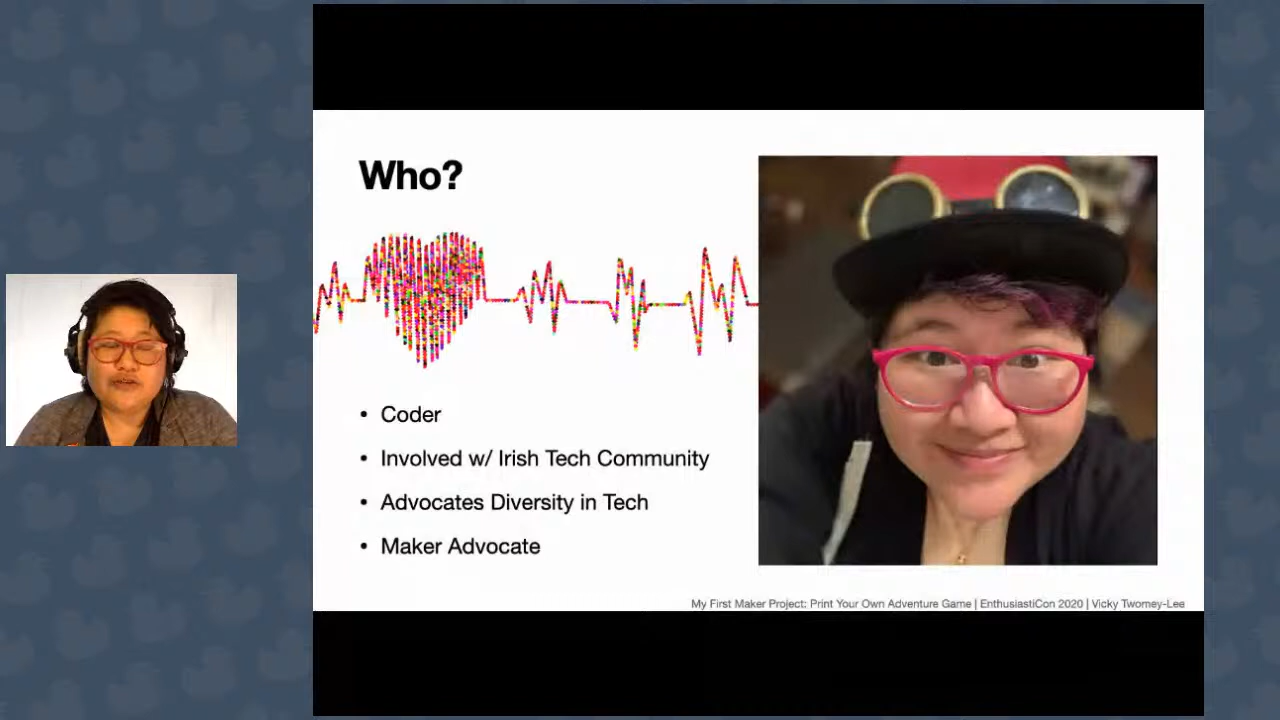 Who?
• Coder
• Involved w/ Irish Tech Community
• Advocates Diversity in Tech
• Maker Advocate
My First Maker Project: Print Your Own Adventure Game | EnthusiastiCon 2020 | Vicky Twomey-Lee